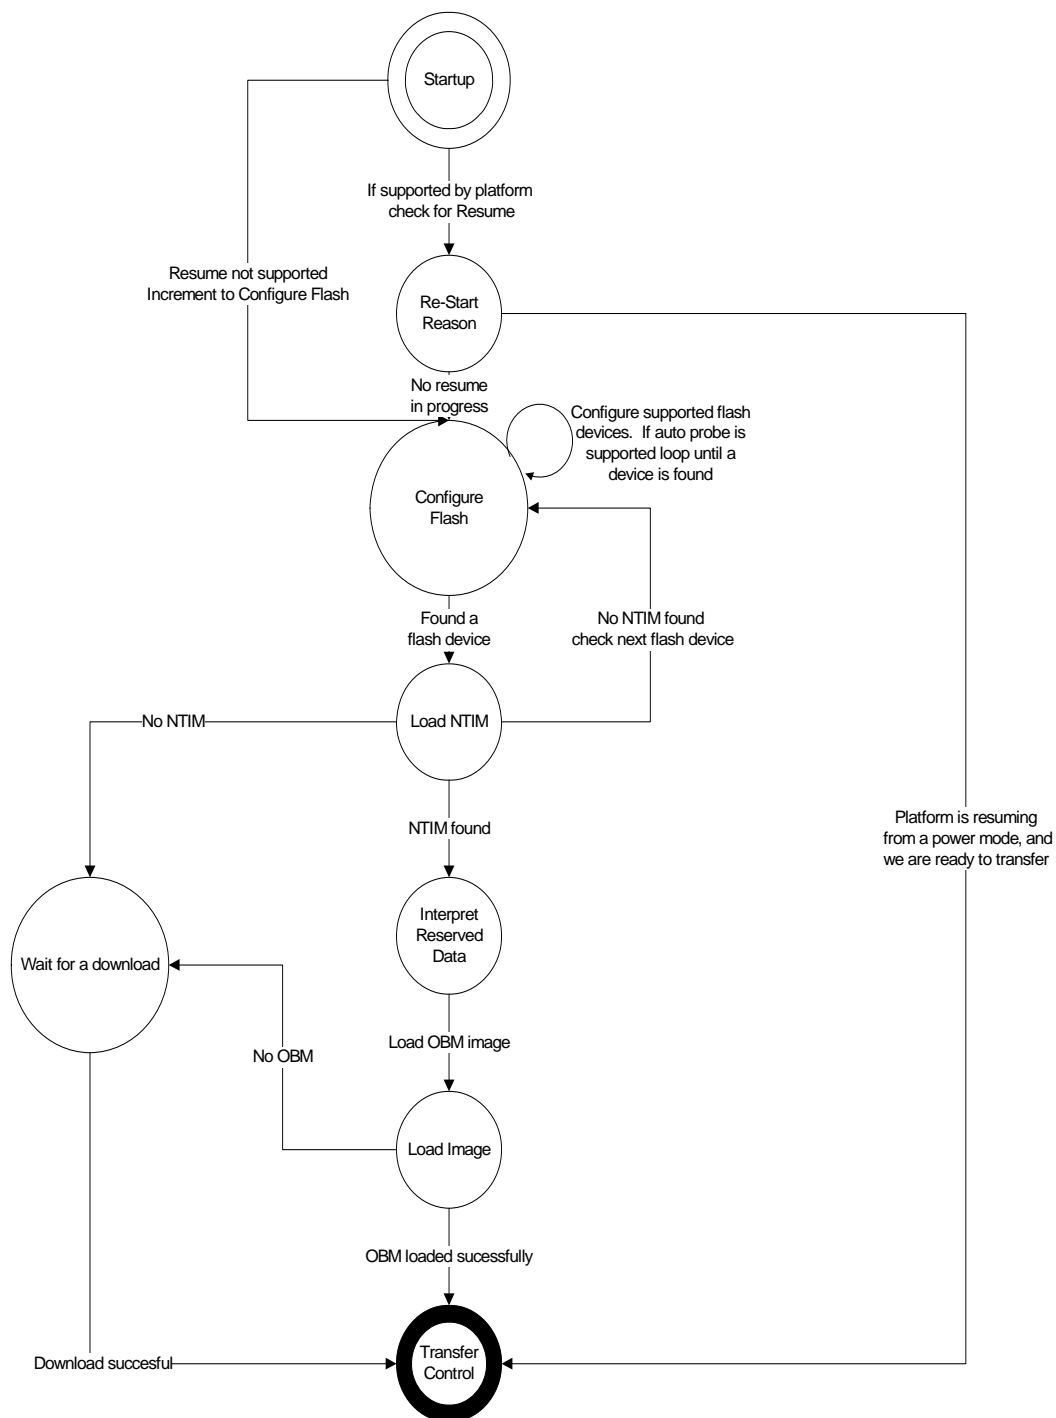 Startup
If supported by platform
check for Resume
Resume not supported
Increment to Configure Flash
Re-Start
Reason
No resume
in progress
Configure supported flash
devices.  If auto probe is
supported loop until a
device is found
Configure
Flash
Found a
flash device
No NTIM found
check next flash device
No NTIM
Load NTIM
NTIM found
Platform is resuming
from a power mode, and
we are ready to transfer
Interpret
Reserved
Data
Wait for a download
Load OBM image
No OBM
Load Image
OBM loaded sucessfully
Download succesful
Transfer
Control